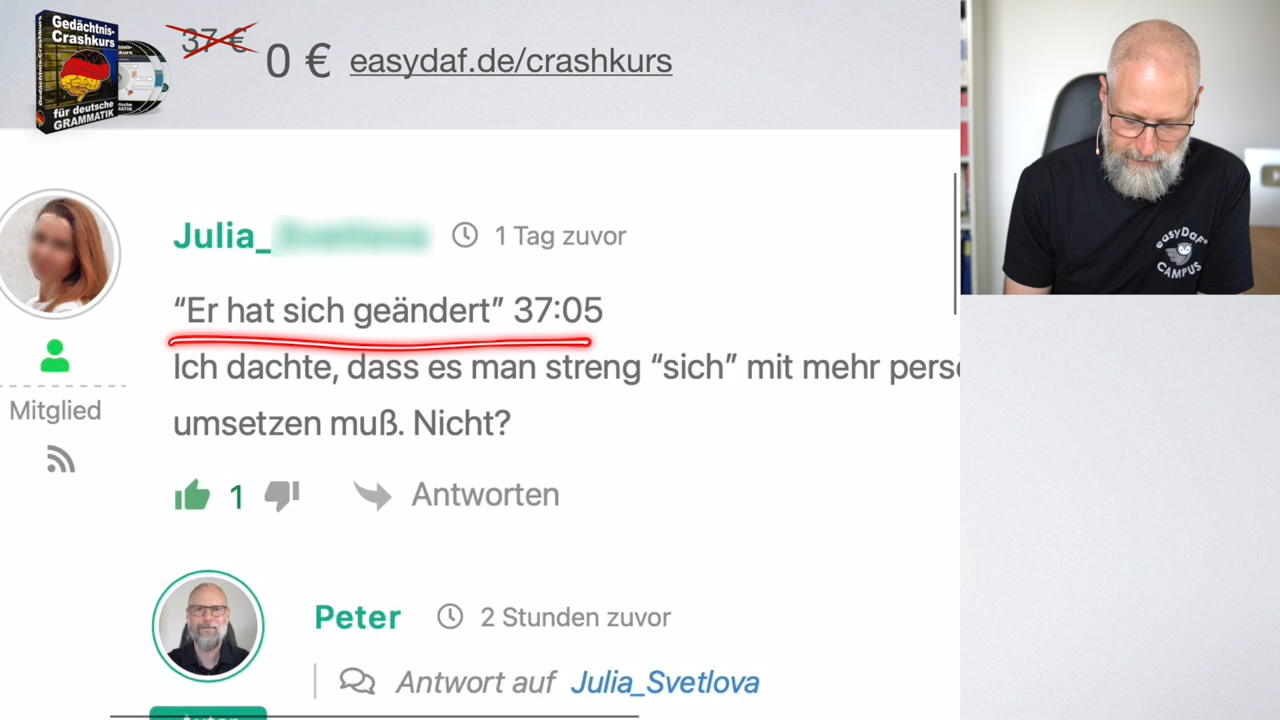 Gedächtnis-
Crashkurs
für deutsche
GRAMMATIK
37 € 0 € easydaf.de/crashkurs
easyDaF®
CAMPUS
Julia_ 1 Tag zuvor
“Er hat sich geändert” 37:05
Ich dachte, dass es man streng “sich” mit mehr pers
umsetzen muß. Nicht?
Mitglied
1 Antworten
Peter 2 Stunden zuvor
Antwort auf Julia_Svetlova